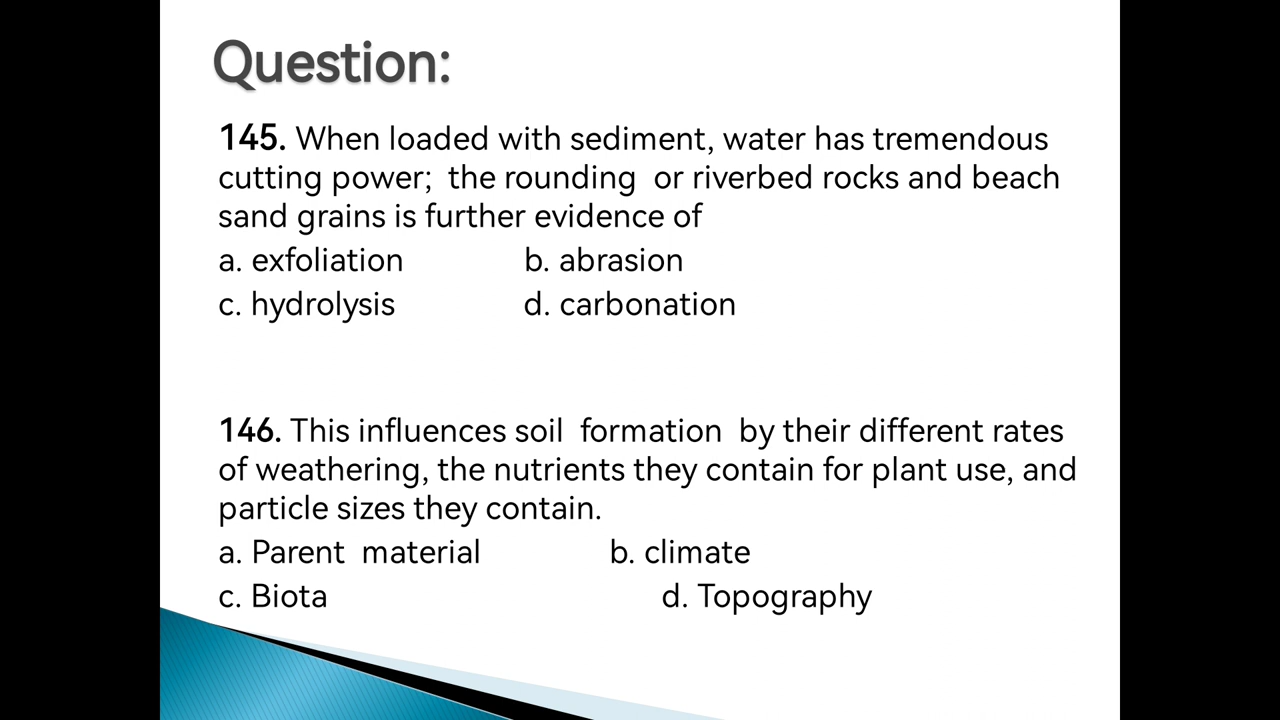 Question:
145. When loaded with sediment, water has tremendous
cutting power;  the rounding  or riverbed rocks and beach
sand grains is further evidence of
a. exfoliation b. abrasion
c. hydrolysis d. carbonation
146. This influences soil  formation  by their different rates
of weathering, the nutrients they contain for plant use, and
particle sizes they contain.
a. Parent  material b. climate
c. Biota d. Topography